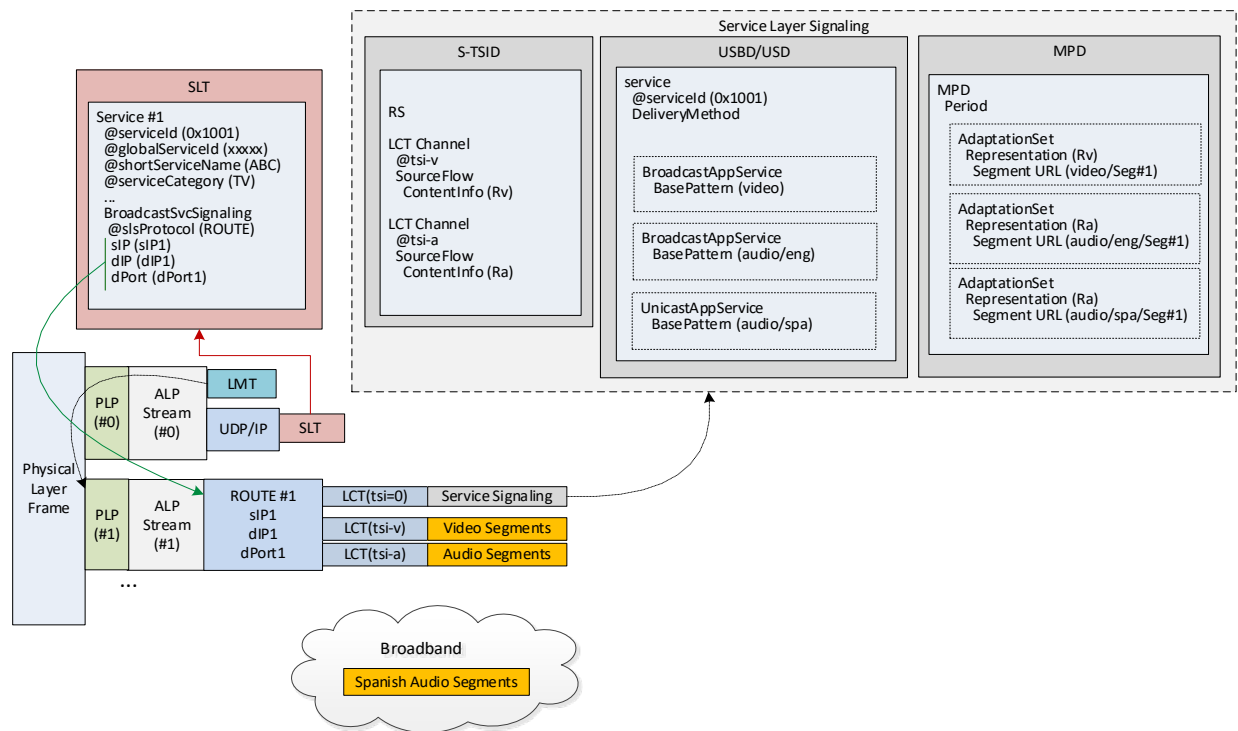 Service Layer Signaling
S-TSID
RS
LCT Channel
@tsi-v
SourceFlow
ContentInfo (Rv)
LCT Channel
@tsi-a
SourceFlow
ContentInfo (Ra)
USBD/USD
service
@serviceId (0x1001)
DeliveryMethod
BroadcastAppService
BasePattern (video)
BroadcastAppService
BasePattern (audio/eng)
UnicastAppService
BasePattern (audio/spa)
MPD
MPD
Period
AdaptationSet
Representation (Rv)
Segment URL (video/Seg#1)
AdaptationSet
Representation (Ra)
Segment URL (audio/eng/Seg#1)
AdaptationSet
Representation (Ra)
Segment URL (audio/spa/Seg#1)
SLT
Service #1
@serviceId (0x1001)
@globalServiceId (xxxxx)
@shortServiceName (ABC)
@serviceCategory (TV)
...
BroadcastSvcSignaling
@slsProtocol (ROUTE)
sIP (sIP1)
dIP (dIP1)
dPort (dPort1)
Physical
Layer
Frame
PLP
(#0)
ALP
Stream
(#0)
LMT
UDP/IP
SLT
PLP
(#1)
ALP
Stream
(#1)
ROUTE #1
sIP1
dIP1
dPort1
LCT(tsi=0)
Service Signaling
LCT(tsi-v)
Video Segments
LCT(tsi-a)
Audio Segments
...
Broadband
Spanish Audio Segments